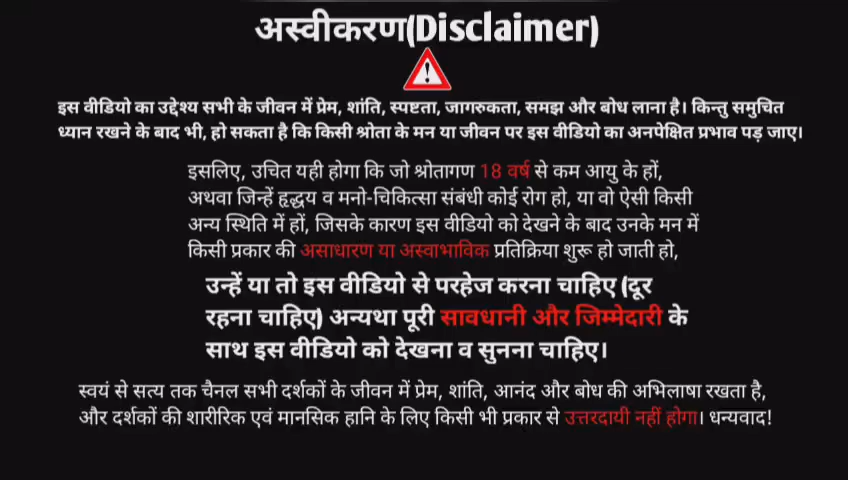 अस्वीकरण(Disclaimer)
इस वीडियो का उद्देश्य सभी के जीवन में प्रेम, शांति, स्पष्टता, जागरुकता, समझ और बोध लाना है। किन्तु समुचित
ध्यान रखने के बाद भी, हो सकता है कि किसी श्रोता के मन या जीवन पर इस वीडियो का अनपेक्षित प्रभाव पड़ जाए।
इसलिए, उचित यही होगा कि जो श्रोतागण 18 वर्ष से कम आयु के हों,
अथवा जिन्हें हृद्धय व मनो-चिकित्सा संबंधी कोई रोग हो, या वो ऐसी किसी
अन्य स्थिति में हों, जिसके कारण इस वीडियो को देखने के बाद उनके मन में
किसी प्रकार की असाधारण या अस्वाभाविक प्रतिक्रिया शुरू हो जाती हो,
उन्हें या तो इस वीडियो से परहेज करना चाहिए (दूर
रहना चाहिए) अन्यथा पूरी सावधानी और जिम्मेदारी के
साथ इस वीडियो को देखना व सुनना चाहिए।
स्वयं से सत्य तक चैनल सभी दर्शकों के जीवन में प्रेम, शांति, आनंद और बोध की अभिलाषा रखता है,
और दर्शकों की शारीरिक एवं मानसिक हानि के लिए किसी भी प्रकार से उत्तरदायी नहीं होगा। धन्यवाद!